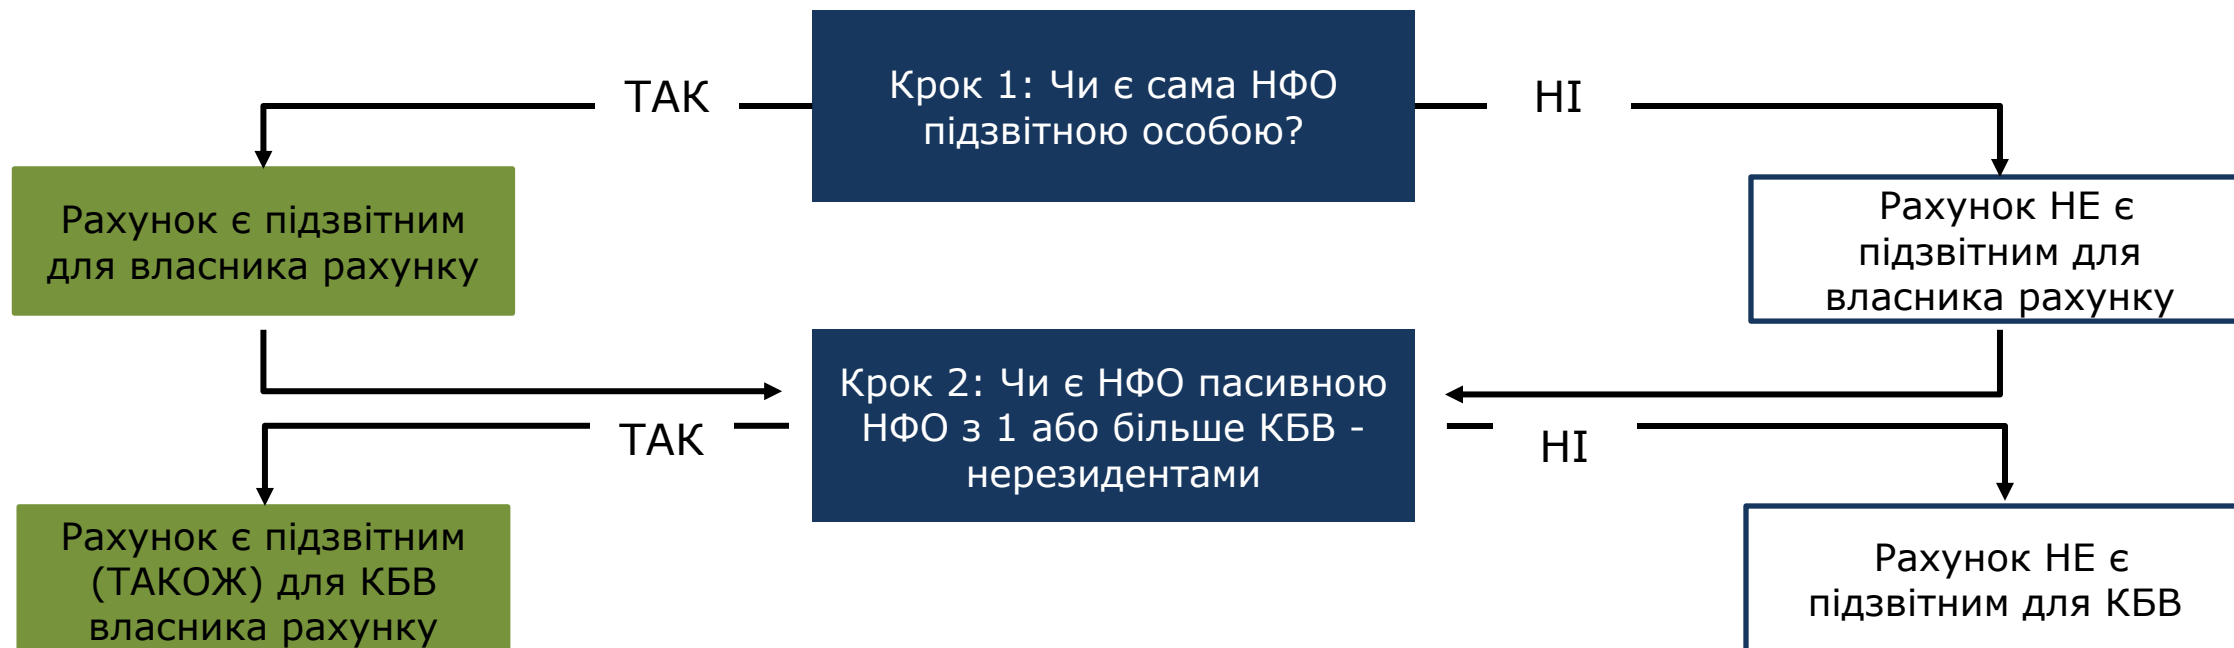 Крок 1: Чи є сама НФО
підзвітною особою?
ТАК
НІ
Рахунок є підзвітним
для власника рахунку
Рахунок НЕ є
підзвітним для
власника рахунку
Крок 2: Чи є НФО пасивною
НФО з 1 або більше КБВ -
нерезидентами
ТАК
НІ
Рахунок є підзвітним
(ТАКОЖ) для КБВ
власника рахунку
Рахунок НЕ є
підзвітним для КБВ